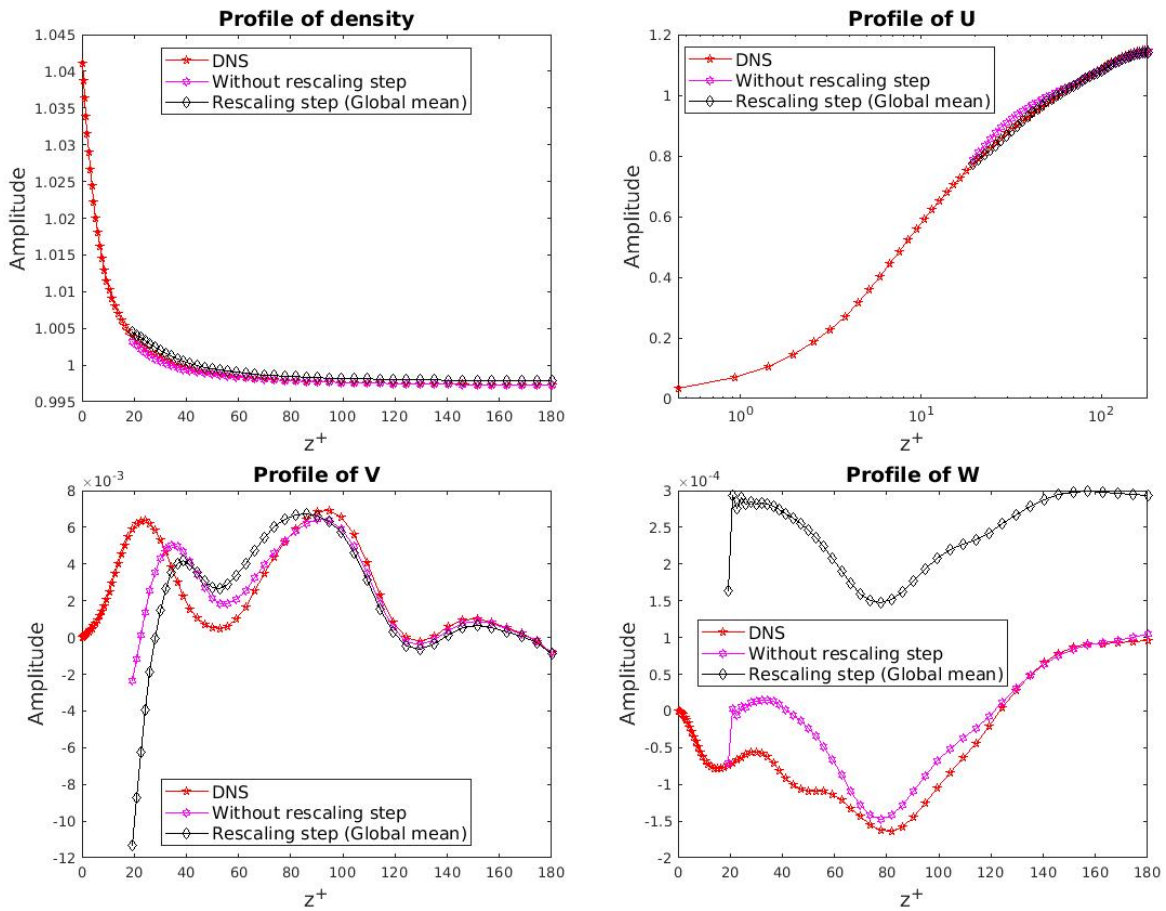 Profile of density
1.045
1.04
1.035
1.03
1.025
1.02
1.015
1.01
1.005
1
0.995
Amplitude
DNS
Without rescaling step
Rescaling step (Global mean)
0 20 40 60 80 100 120 140 160 180
z⁺
Profile of U
1.2
1
0.8
0.6
0.4
0.2
0
Amplitude
DNS
Without rescaling step
Rescaling step (Global mean)
10⁰ 10¹ 10²
z⁺
Profile of V
×10⁻³
8
6
4
2
0
-2
-4
-6
-8
-10
-12
Amplitude
DNS
Without rescaling step
Rescaling step (Global mean)
0 20 40 60 80 100 120 140 160 180
z⁺
Profile of W
×10⁻⁴
3
2.5
2
1.5
1
0.5
0
-0.5
-1
-1.5
-2
Amplitude
DNS
Without rescaling step
Rescaling step (Global mean)
0 20 40 60 80 100 120 140 160 180
z⁺